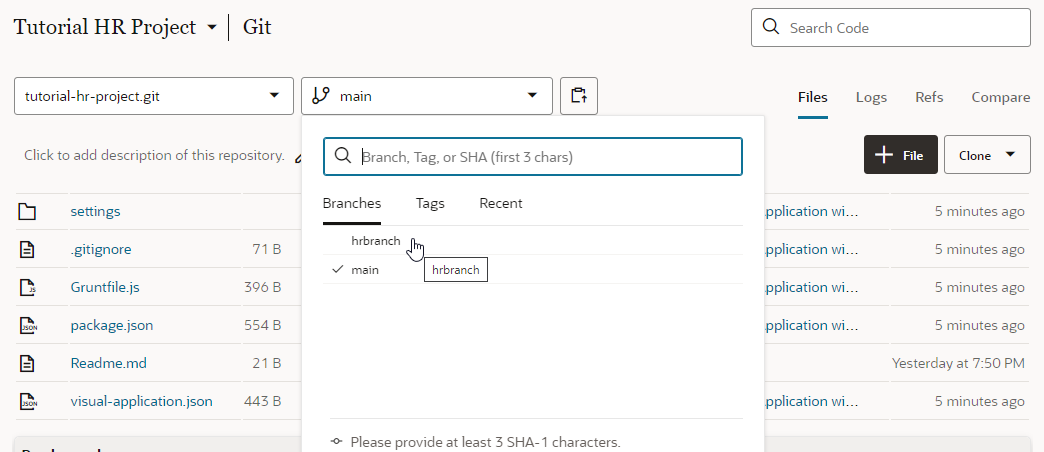 Tutorial HR Project Git
Search Code
tutorial-hr-project.git
main
Files Logs Refs Compare
Click to add description of this repository.
File
Clone
Branch, Tag, or SHA (first 3 chars)
Branches Tags Recent
hrbranch
main
hrbranch
Please provide at least 3 SHA-1 characters.
settings pplication wi... 5 minutes ago
.gitignore 71 B pplication wi... 5 minutes ago
Gruntfile.js 396 B pplication wi... 5 minutes ago
package.json 554 B pplication wi... 5 minutes ago
Readme.md 21 B Yesterday at 7:50 PM
visual-application.json 443 B pplication wi... 5 minutes ago